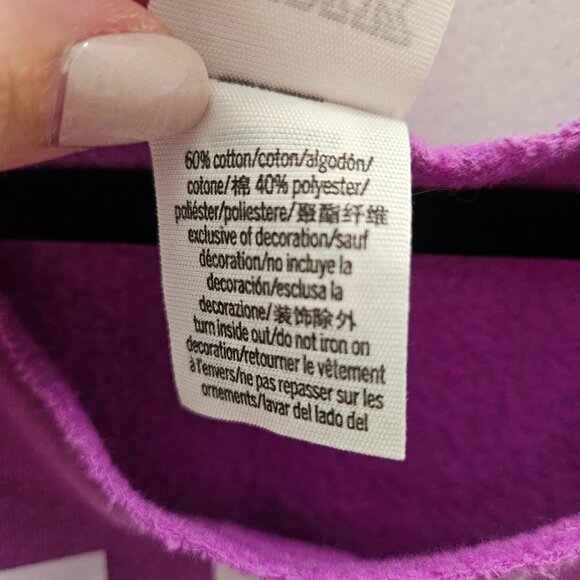 60% cotton/coton/algodón/
cotone/棉 40% polyester/
poliéster/poliestere/聚酯纤维
exclusive of decoration/sauf
décoration/no incluye la
decoración/esclusa la
decorazione/装饰除外
turn inside out/do not iron on
decoration/retourner le vêtement
à l'envers/ne pas repasser sur les
ornements/lavar del lado del